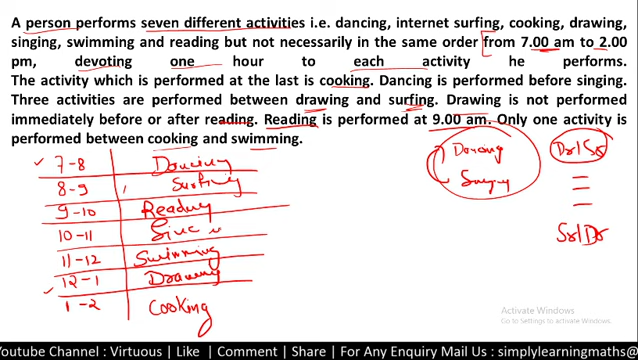 A person performs seven different activities i.e. dancing, internet surfing, cooking, drawing,
singing, swimming and reading but not necessarily in the same order from 7.00 am to 2.00
pm, devoting one hour to each activity he performs.
The activity which is performed at the last is cooking. Dancing is performed before singing.
Three activities are performed between drawing and surfing. Drawing is not performed
immediately before or after reading. Reading is performed at 9.00 am. Only one activity is
performed between cooking and swimming.
7-8 Dancing
8-9 Surfing
9-10 Reading
10-11
11-12 Swimming
12-1 Drawing
1-2 Cooking
Dancing
Singing
Dr/Sr
Sr/Dr
Activate Windows
Go to Settings to activate Windows.
Youtube Channel : Virtuous | Like | Comment | Share | For Any Enquiry Mail Us : simplylearningmaths@